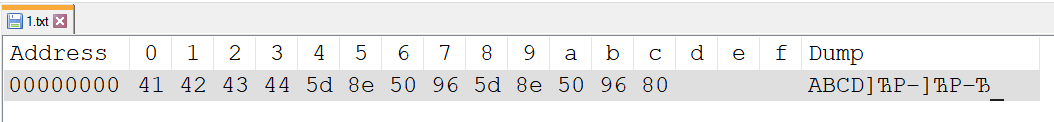 1.txt
Address 0 1 2 3 4 5 6 7 8 9 a b c d e f Dump
00000000 41 42 43 44 5d 8e 50 96 5d 8e 50 96 80 ABCD]ЋP–]ЋP–Ђ